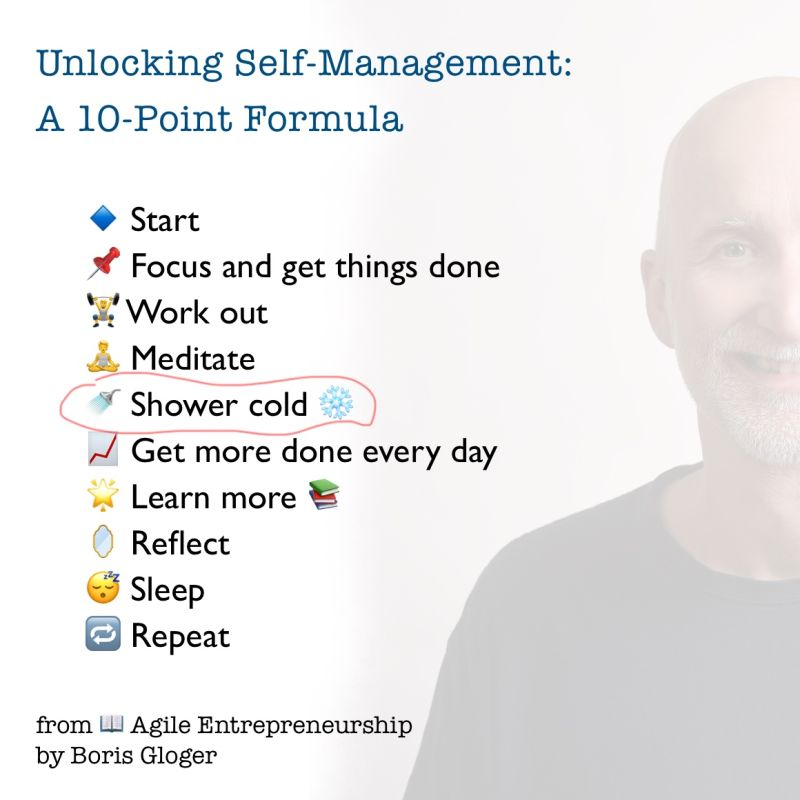 Unlocking Self-Management:
A 10-Point Formula
🔷 Start
📌 Focus and get things done
🏋️ Work out
🧘 Meditate
🚿 Shower cold ❄️
📈 Get more done every day
🌟 Learn more 📚
🪞 Reflect
😴 Sleep
🔁 Repeat
from 📖 Agile Entrepreneurship
by Boris Gloger